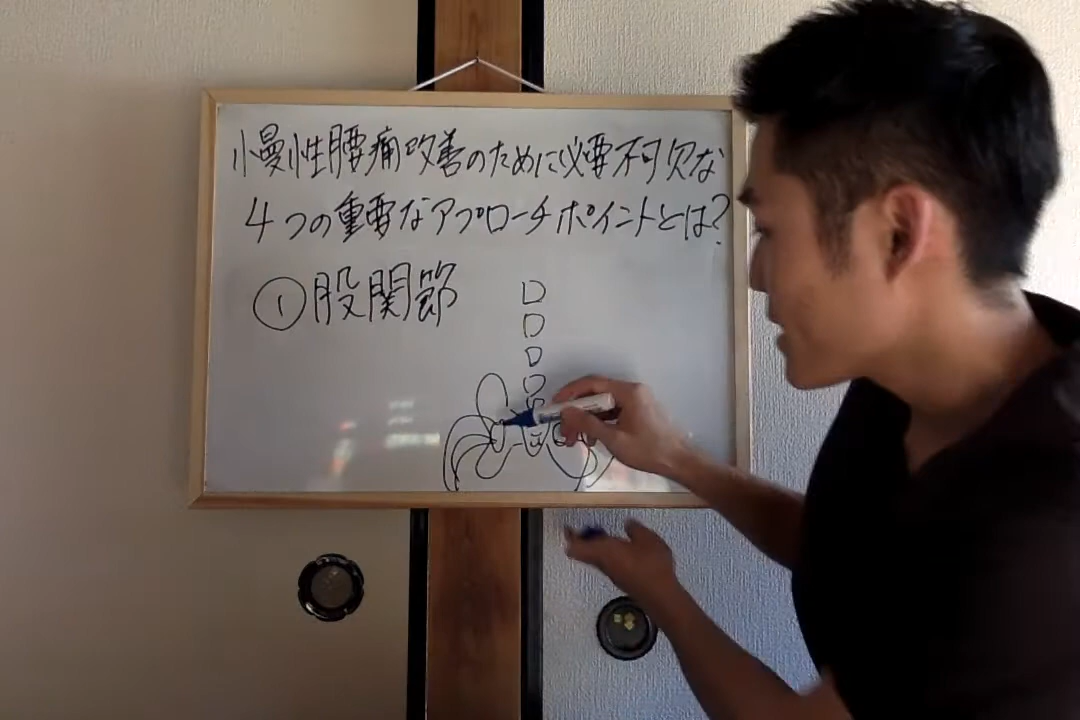 慢性腰痛改善のために必要不可欠な
4つの重要なアプローチポイントとは?
①股関節